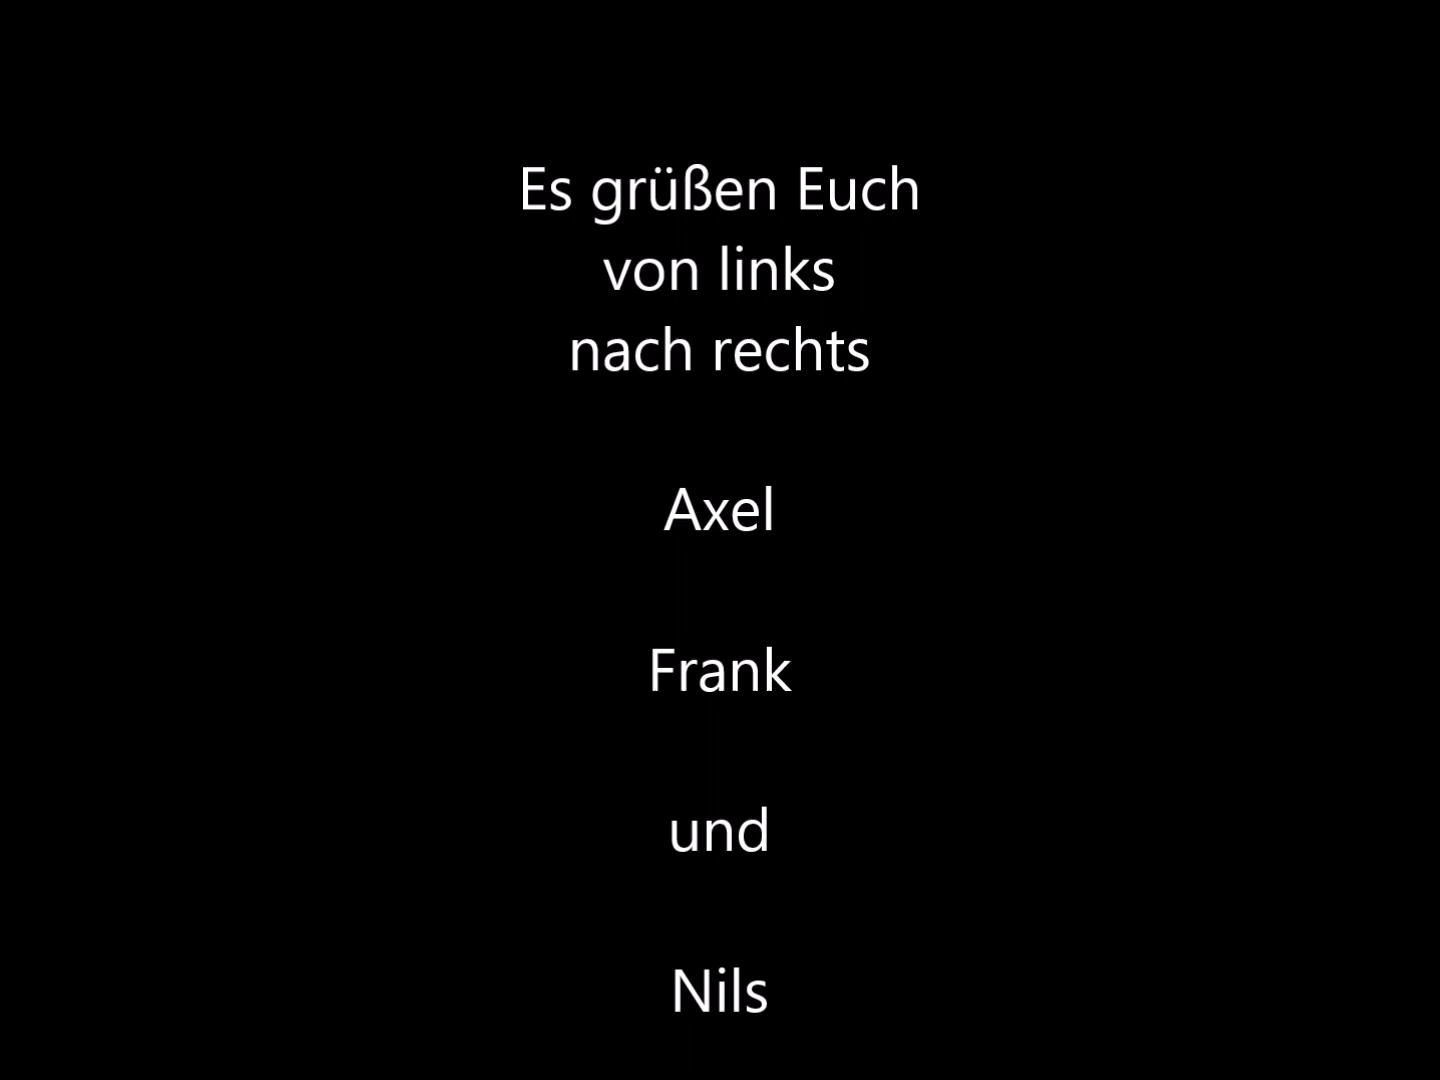 Es grüßen Euch
von links
nach rechts
Axel
Frank
und
Nils